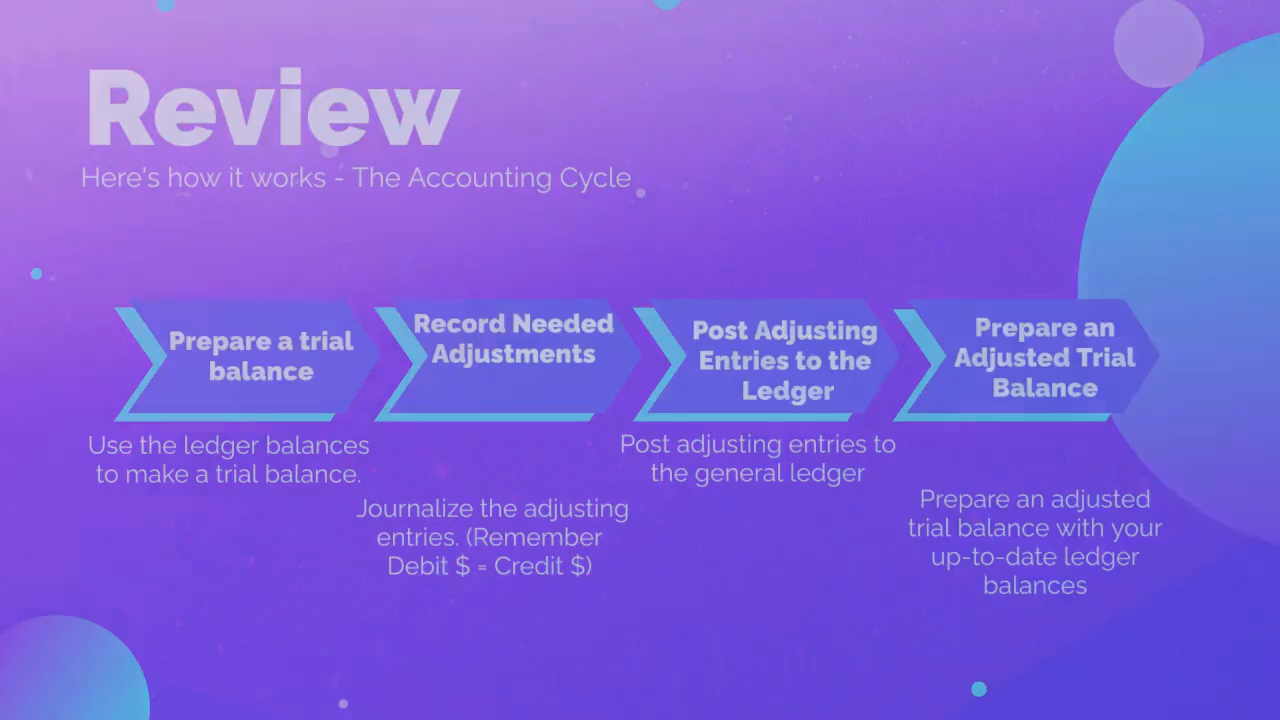 Review
Here's how it works - The Accounting Cycle
Prepare a trial
balance
Use the ledger balances
to make a trial balance.
Record Needed
Adjustments
Journalize the adjusting
entries. (Remember
Debit $ = Credit $)
Post Adjusting
Entries to the
Ledger
Post adjusting entries to
the general ledger
Prepare an
Adjusted Trial
Balance
Prepare an adjusted
trial balance with your
up-to-date ledger
balances